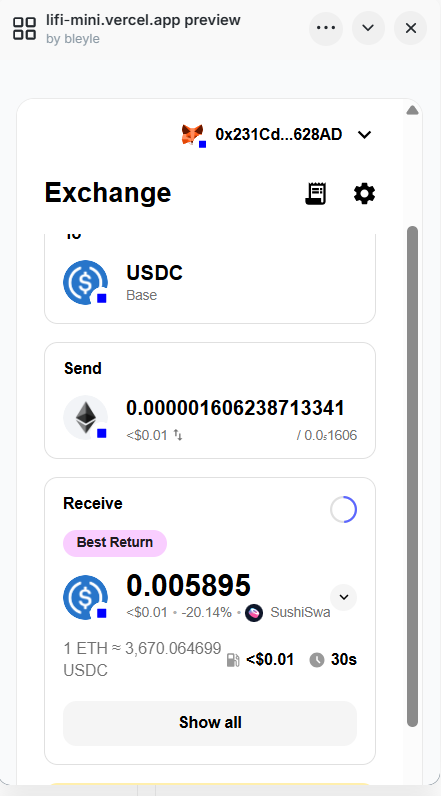 lifi-mini.vercel.app preview
by bleyle
0x231Cd...628AD
Exchange
To
USDC
Base
Send
0.000001606238713341
<$0.01 / 0.0₅1606
Receive
Best Return
0.005895
<$0.01 • -20.14% • SushiSwa
1 ETH ≈ 3,670.064699
USDC
<$0.01 30s
Show all